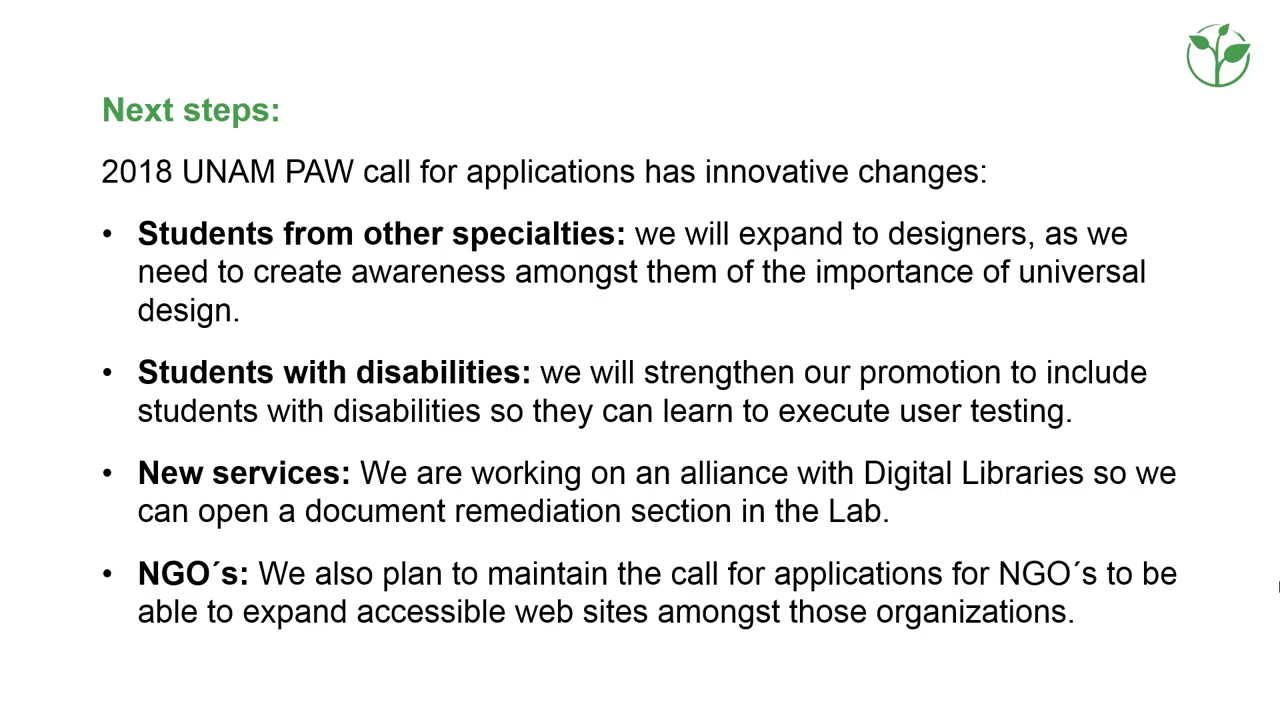 Next steps:
2018 UNAM PAW call for applications has innovative changes:
• Students from other specialties: we will expand to designers, as we
need to create awareness amongst them of the importance of universal
design.
• Students with disabilities: we will strengthen our promotion to include
students with disabilities so they can learn to execute user testing.
• New services: We are working on an alliance with Digital Libraries so we
can open a document remediation section in the Lab.
• NGO´s: We also plan to maintain the call for applications for NGO´s to be
able to expand accessible web sites amongst those organizations.